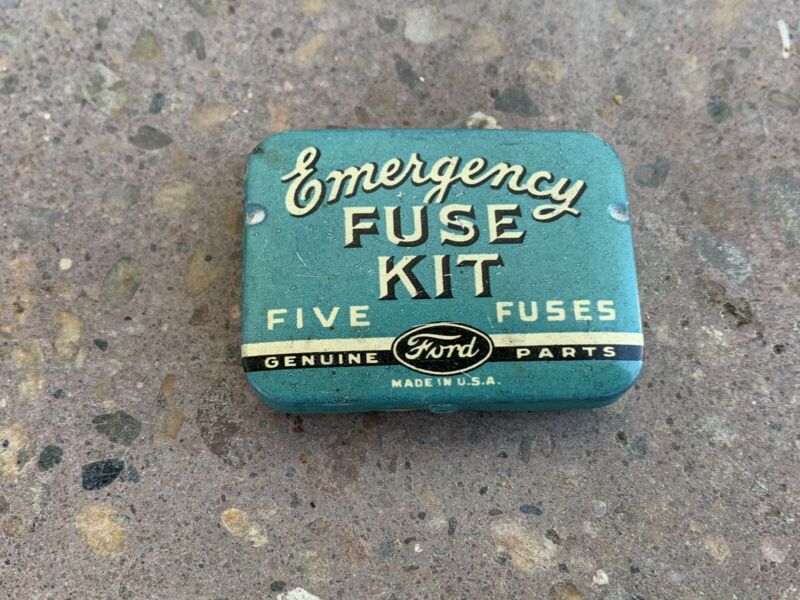 Emergency
FUSE
KIT
FIVE FUSES
GENUINE Ford PARTS
MADE IN U.S.A.